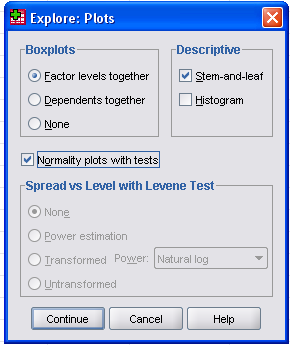 Explore: Plots
Boxplots
Factor levels together
Dependents together
None
Descriptive
Stem-and-leaf
Histogram
Normality plots with tests
Spread vs Level with Levene Test
None
Power estimation
Transformed Power: Natural log
Untransformed
Continue Cancel Help